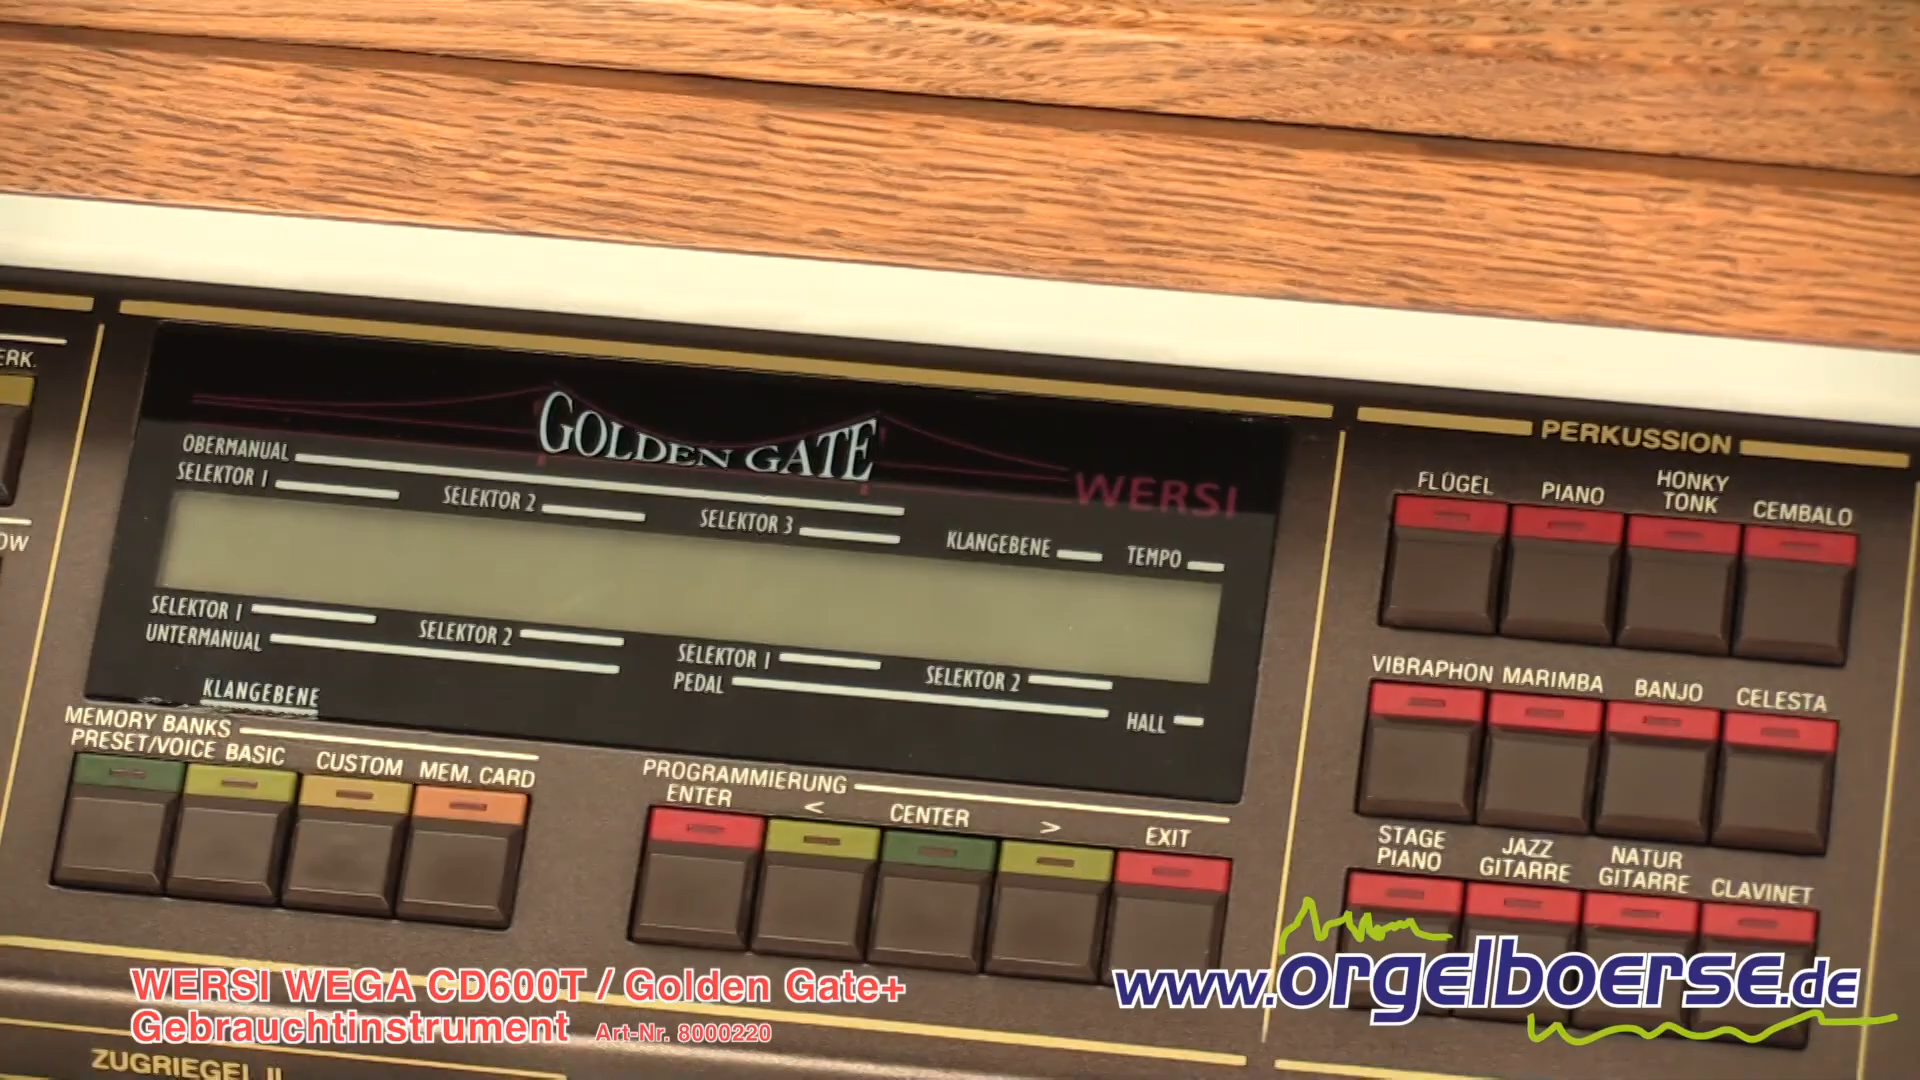 ERK.
OW
GOLDEN GATE
WERSI
OBERMANUAL
SELEKTOR 1 SELEKTOR 2 SELEKTOR 3 KLANGEBENE TEMPO
SELEKTOR 1 SELEKTOR 2 SELEKTOR 1 SELEKTOR 2
UNTERMANUAL PEDAL HALL
KLANGEBENE
MEMORY BANKS
PRESET/VOICE BASIC CUSTOM MEM. CARD
PROGRAMMIERUNG
ENTER < CENTER > EXIT
PERKUSSION
FLÜGEL PIANO HONKY TONK CEMBALO
VIBRAPHON MARIMBA BANJO CELESTA
STAGE PIANO JAZZ GITARRE NATUR GITARRE CLAVINET
ZUGRIEGEL II
WERSI WEGA CD600T / Golden Gate+
Gebrauchtinstrument Art-Nr. 8000220
www.orgelboerse.de